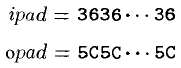 ipad = 3636··· 36
opad = 5C5C··· 5C